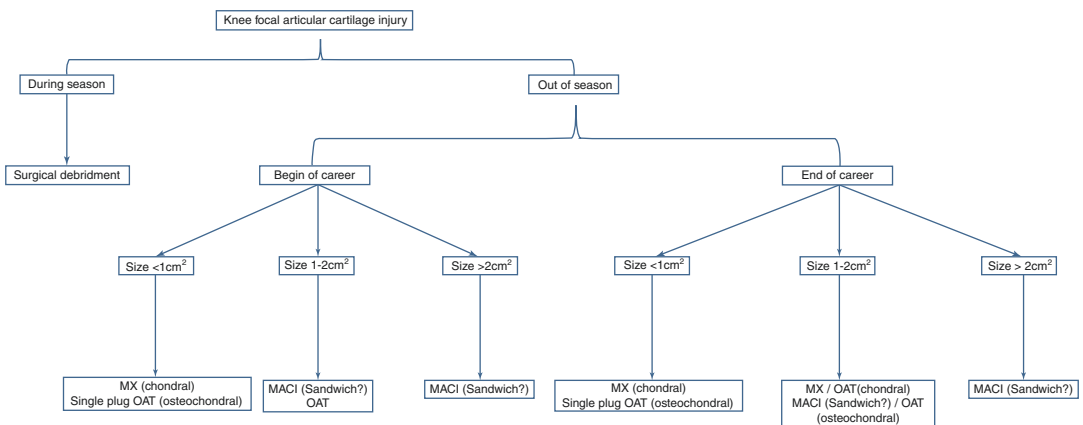 Knee focal articular cartilage injury
During season
Out of season
Surgical debridment
Begin of career
End of career
Size <1cm²
Size 1-2cm²
Size >2cm²
Size <1cm²
Size 1-2cm²
Size > 2cm²
MX (chondral)
Single plug OAT (osteochondral)
MACI (Sandwich?)
OAT
MACI (Sandwich?)
MX (chondral)
Single plug OAT (osteochondral)
MX / OAT(chondral)
MACI (Sandwich?) / OAT
(osteochondral)
MACI (Sandwich?)